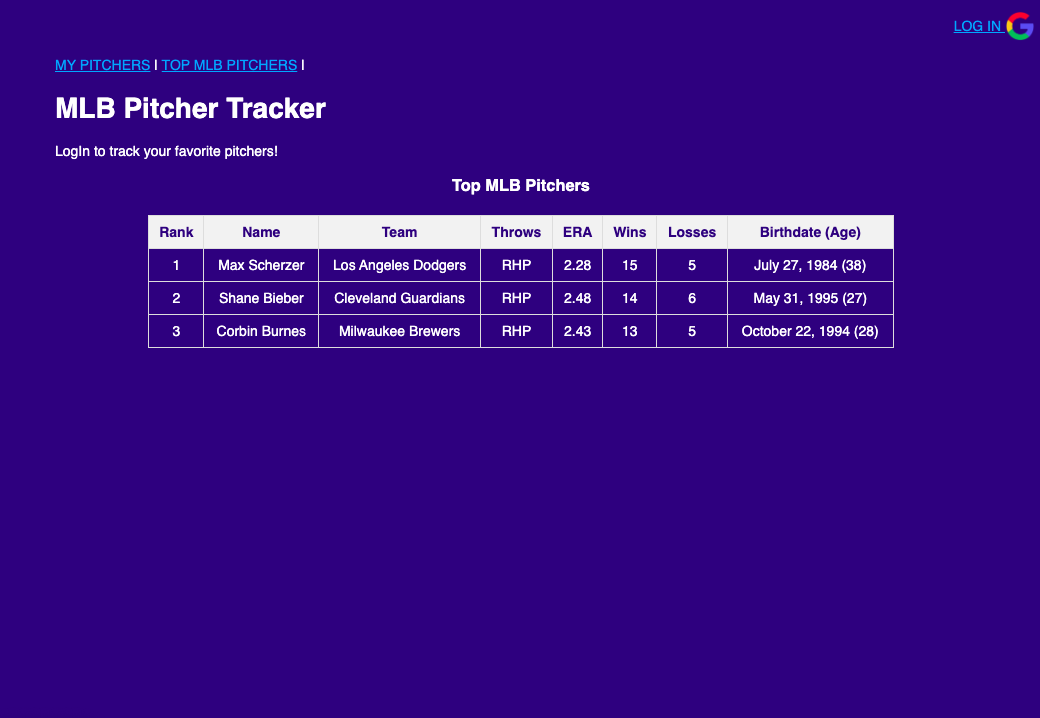 LOG IN
MY PITCHERS | TOP MLB PITCHERS |
MLB Pitcher Tracker
LogIn to track your favorite pitchers!
Top MLB Pitchers
Rank Name Team Throws ERA Wins Losses Birthdate (Age)
1 Max Scherzer Los Angeles Dodgers RHP 2.28 15 5 July 27, 1984 (38)
2 Shane Bieber Cleveland Guardians RHP 2.48 14 6 May 31, 1995 (27)
3 Corbin Burnes Milwaukee Brewers RHP 2.43 13 5 October 22, 1994 (28)